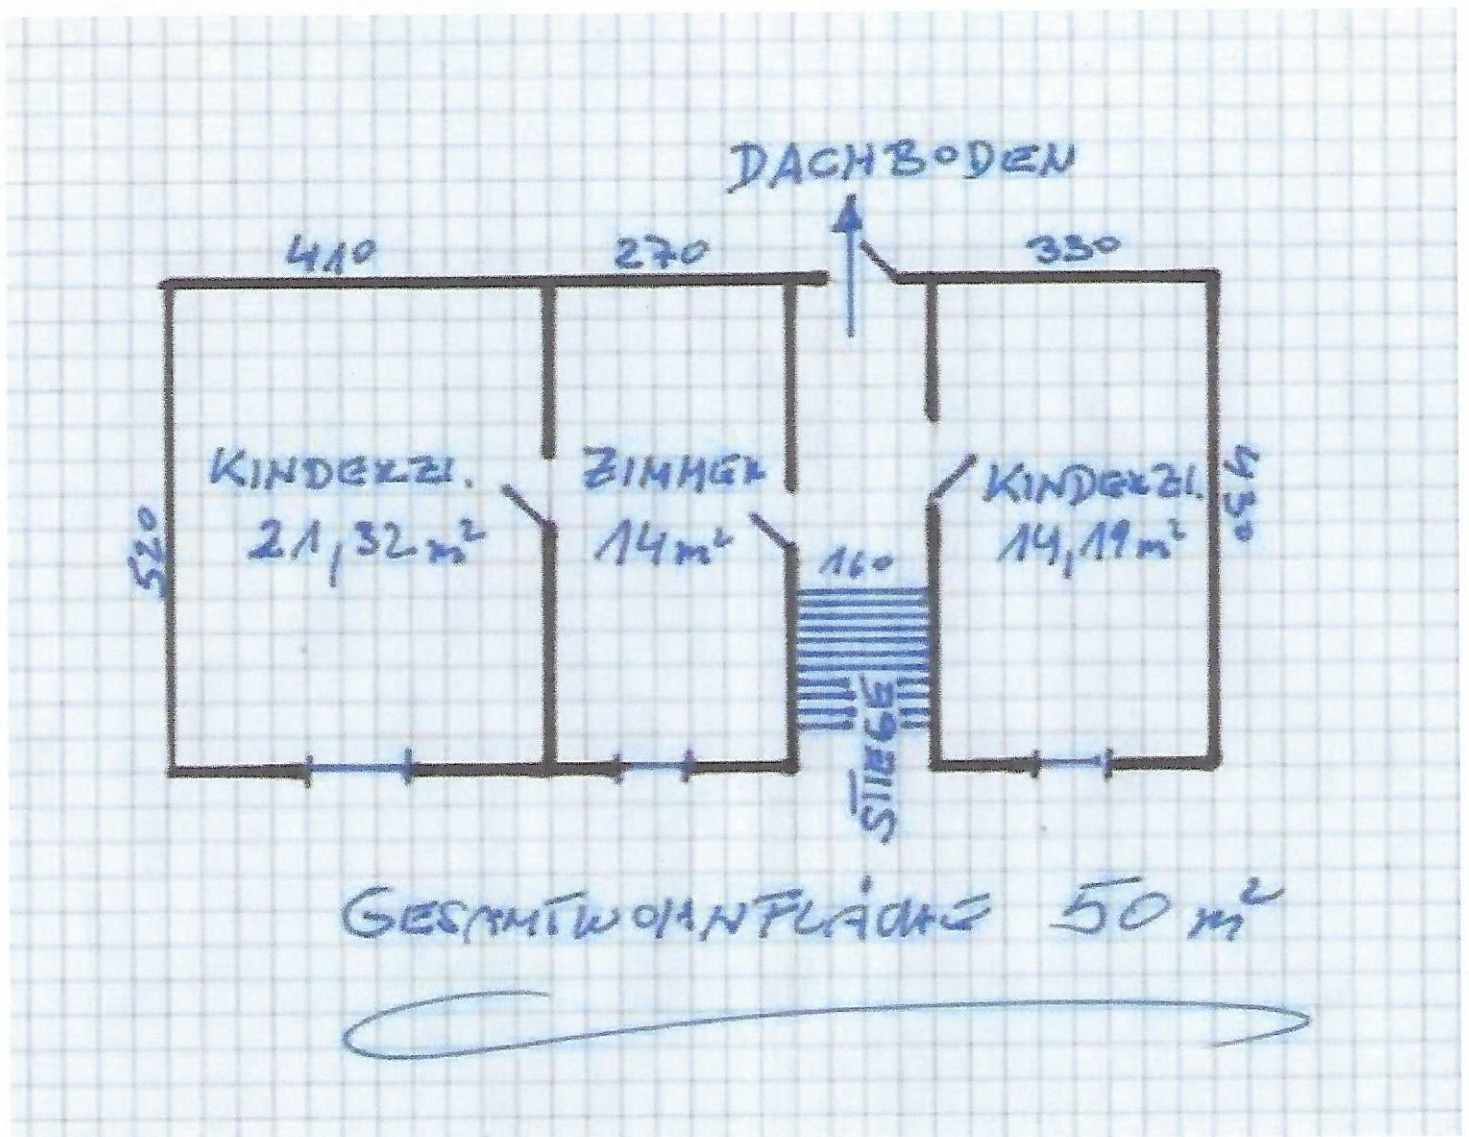 DACHBODEN
410
270
330
KINDERZI.
21,32 m²
ZIMMER
14 m²
KINDERZI.
14,19 m²
520
430
160
STIEGE
GESAMTWOHNFLÄCHE 50 m²